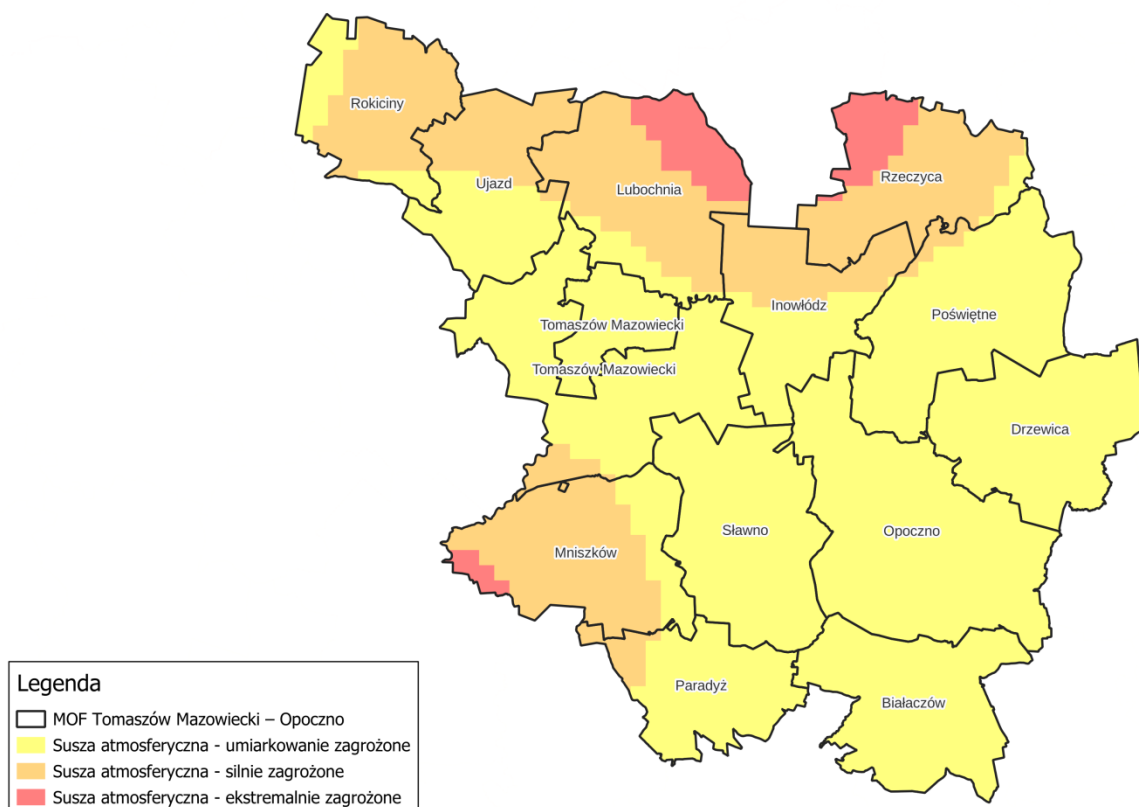 Rokiciny
Ujazd
Lubochnia
Rzeczyca
Inowłódz
Poświętne
Tomaszów Mazowiecki
Tomaszów Mazowiecki
Drzewica
Sławno
Opoczno
Mniszków
Paradyż
Białaczów
Legenda
MOF Tomaszów Mazowiecki – Opoczno
Susza atmosferyczna - umiarkowanie zagrożone
Susza atmosferyczna - silnie zagrożone
Susza atmosferyczna - ekstremalnie zagrożone